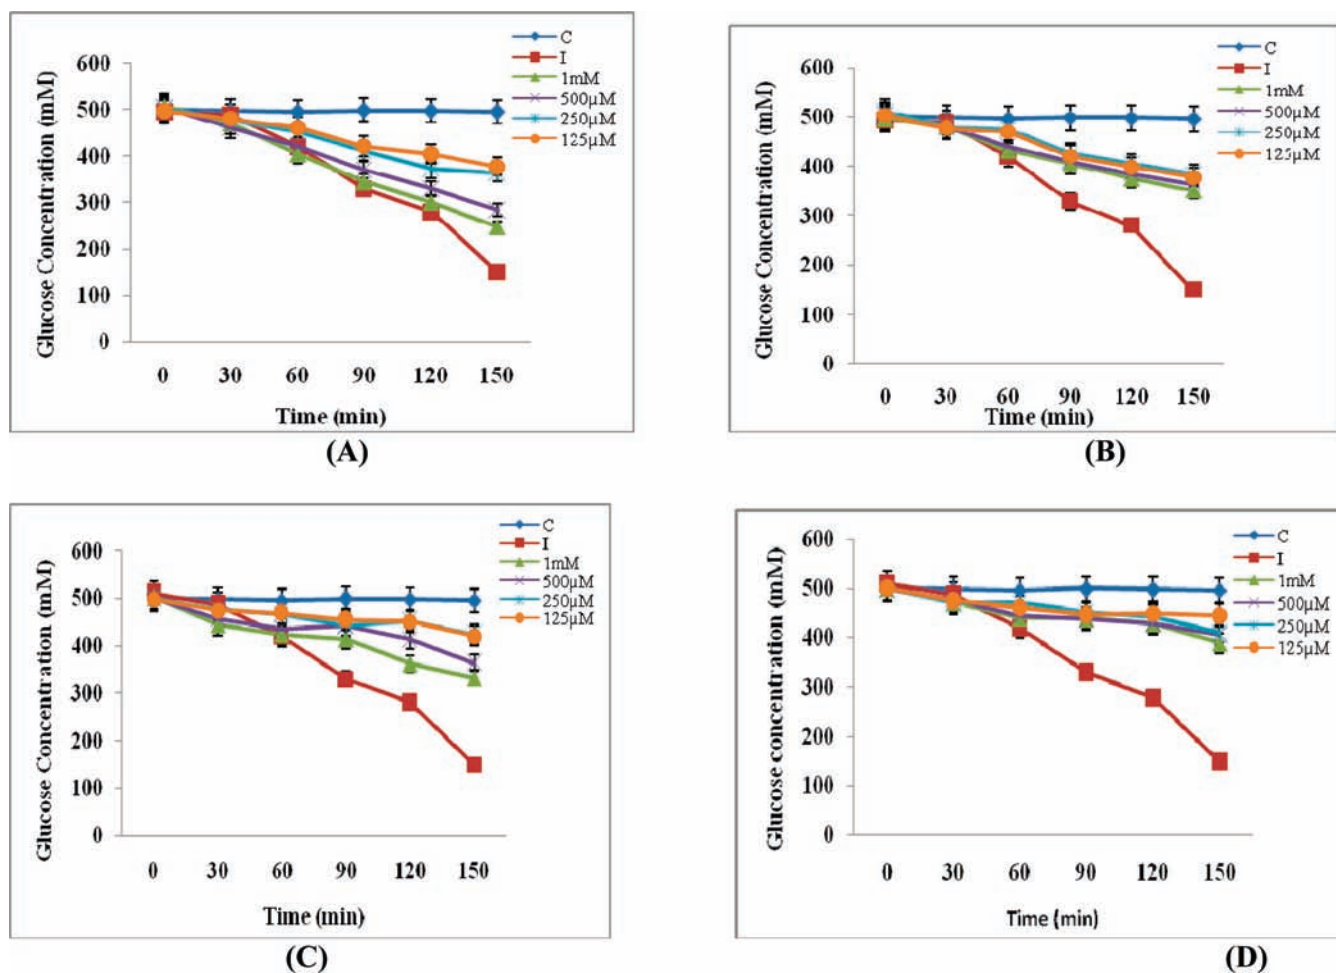 C
I
1mM
500µM
250µM
125µM
600
500
400
300
200
100
0
Glucose Concentration (mM)
0 30 60 90 120 150
Time (min)
(A)
C
I
1mM
500µM
250µM
125µM
600
500
400
300
200
100
0
Glucose Concentration (mM)
0 30 60 90 120 150
Time (min)
(B)
C
I
1mM
500µM
250µM
125µM
600
500
400
300
200
100
0
Glucose Concentration (mM)
0 30 60 90 120 150
Time (min)
(C)
C
I
1mM
500µM
250µM
125µM
600
500
400
300
200
100
0
Glucose concentration (mM)
0 30 60 90 120 150
Time (min)
(D)